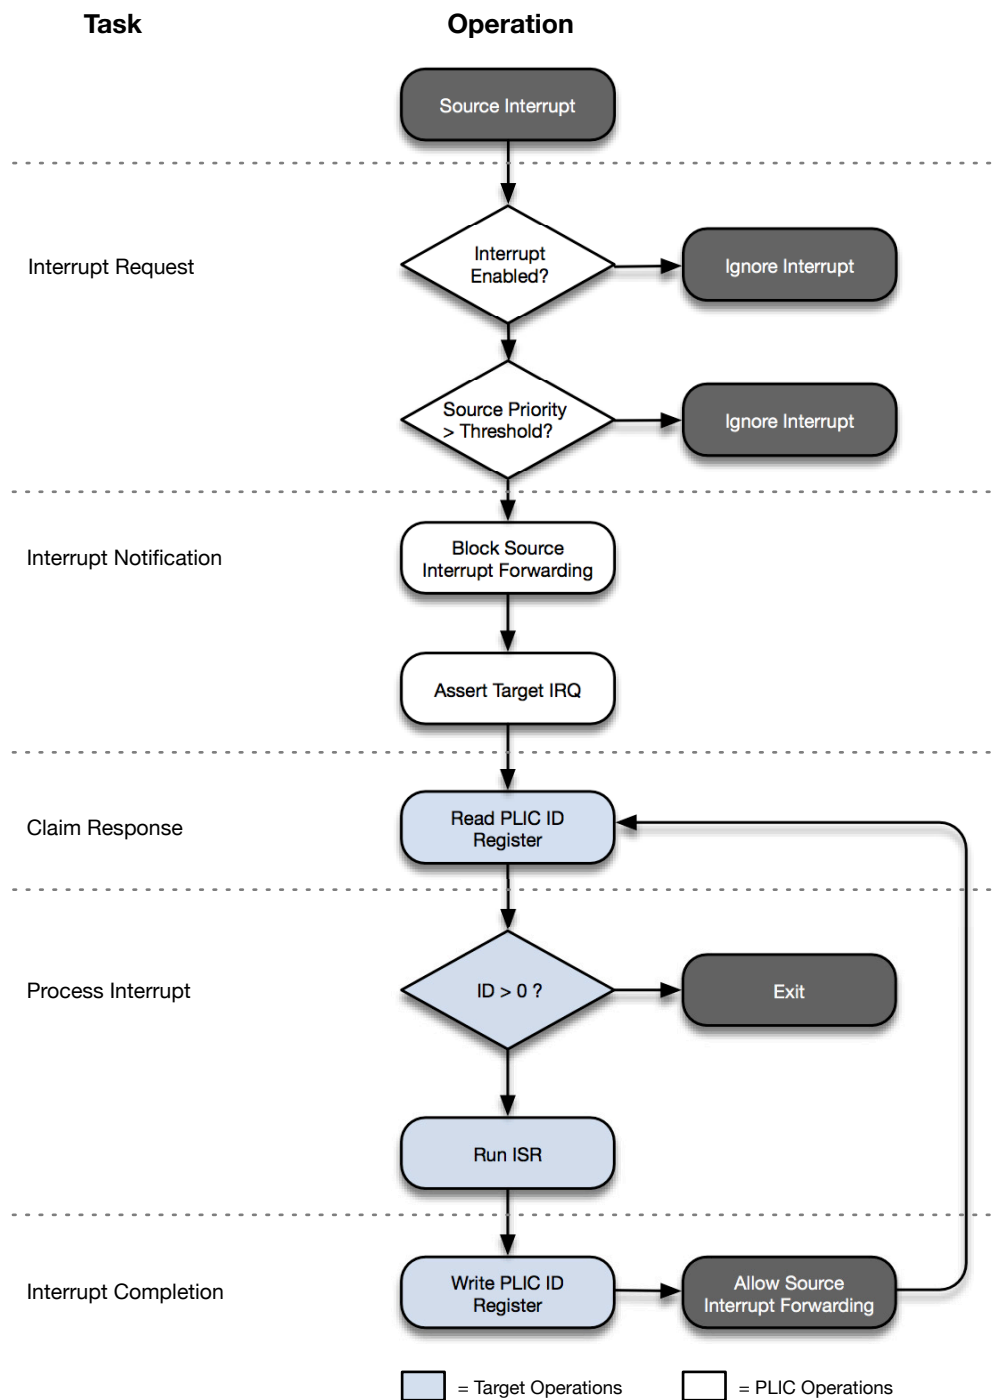 Task
Operation
Source Interrupt
Interrupt Request
Interrupt
Enabled?
Ignore Interrupt
Source Priority
> Threshold?
Ignore Interrupt
Interrupt Notification
Block Source
Interrupt Forwarding
Assert Target IRQ
Claim Response
Read PLIC ID
Register
Process Interrupt
ID > 0 ?
Exit
Run ISR
Interrupt Completion
Write PLIC ID
Register
Allow Source
Interrupt Forwarding
= Target Operations
= PLIC Operations